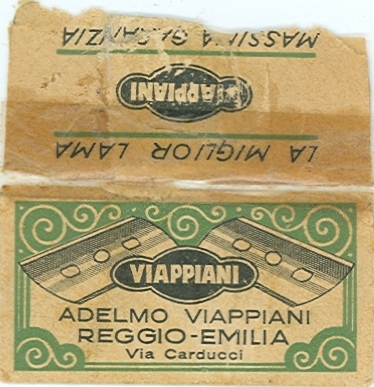 MASSIMA GARANZIA
VIAPPIANI
LA MIGLIOR LAMA
VIAPPIANI
ADELMO VIAPPIANI
REGGIO-EMILIA
Via Carducci